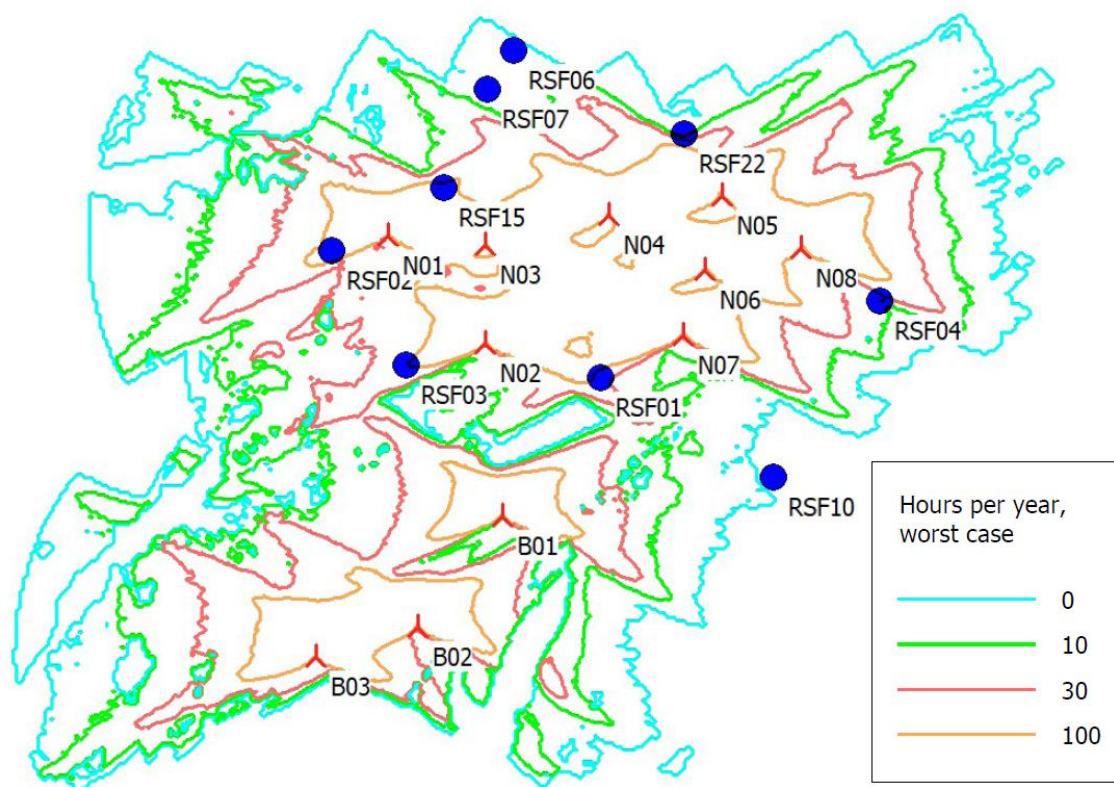 RSF06
RSF07
RSF22
RSF15
N05
N04
RSF02
N01
N03
N08
N06
RSF04
N07
N02
RSF03
RSF01
RSF10
B01
B02
B03
Hours per year,
worst case
0
10
30
100